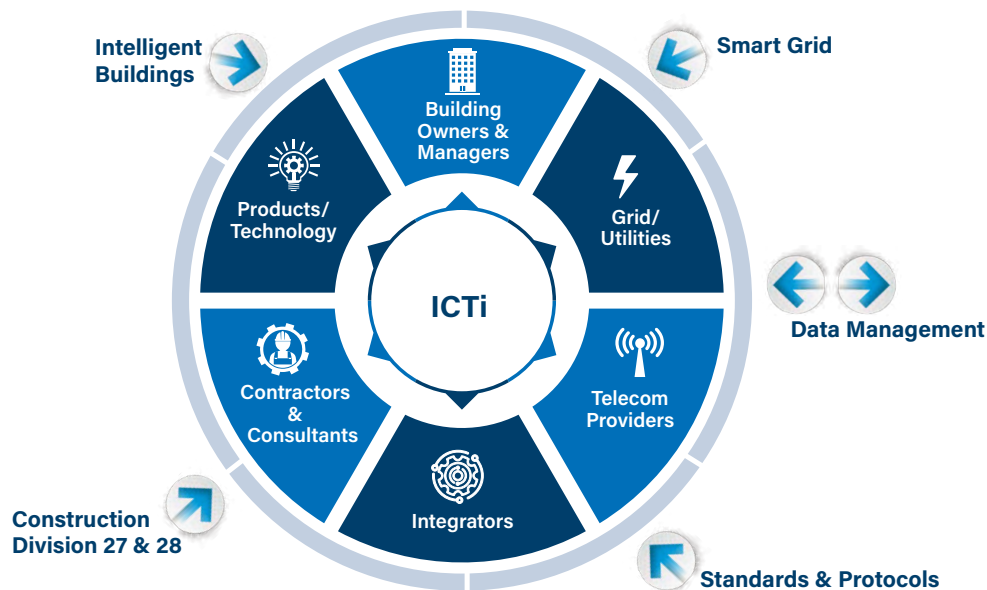 Intelligent
Buildings
Smart Grid
Building
Owners &
Managers
Products/
Technology
Grid/
Utilities
ICTi
Data Management
Contractors
&
Consultants
Telecom
Providers
Integrators
Construction
Division 27 & 28
Standards & Protocols